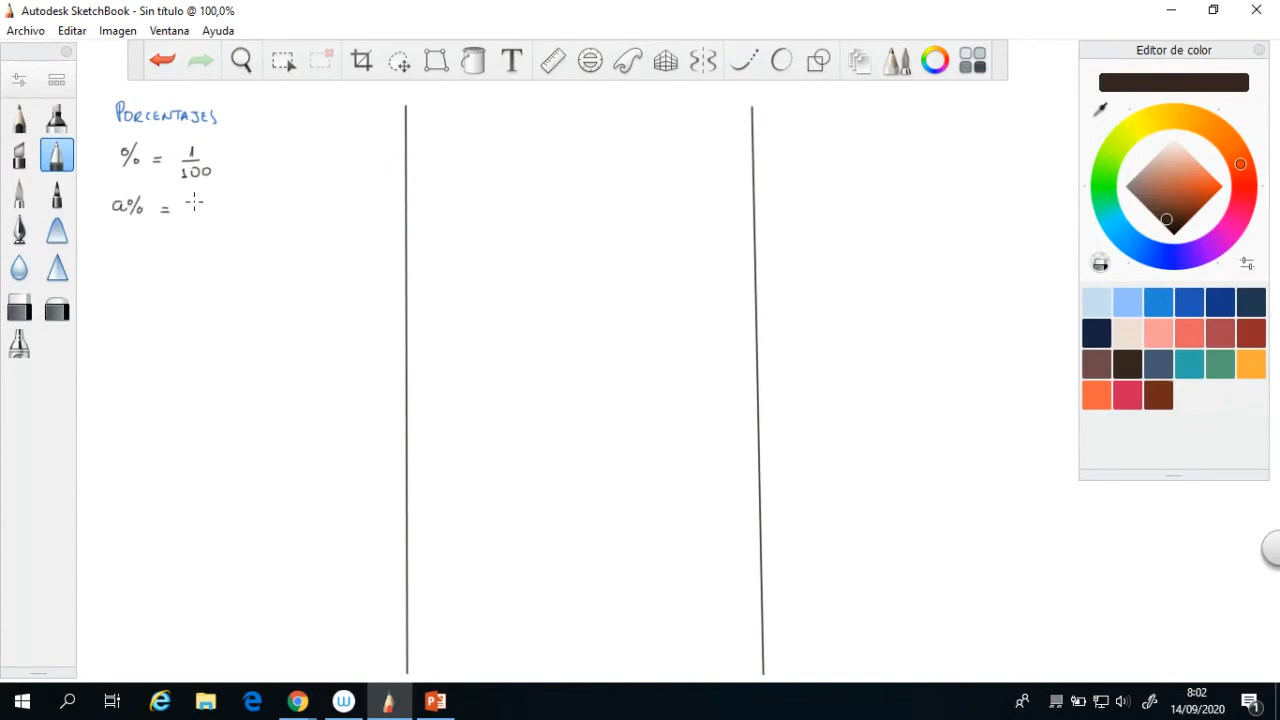 Autodesk SketchBook - Sin título @ 100,0%
Archivo Editar Imagen Ventana Ayuda
T
Editor de color
PORCENTAJES
% = 1/100
a% =
8:02
14/09/2020